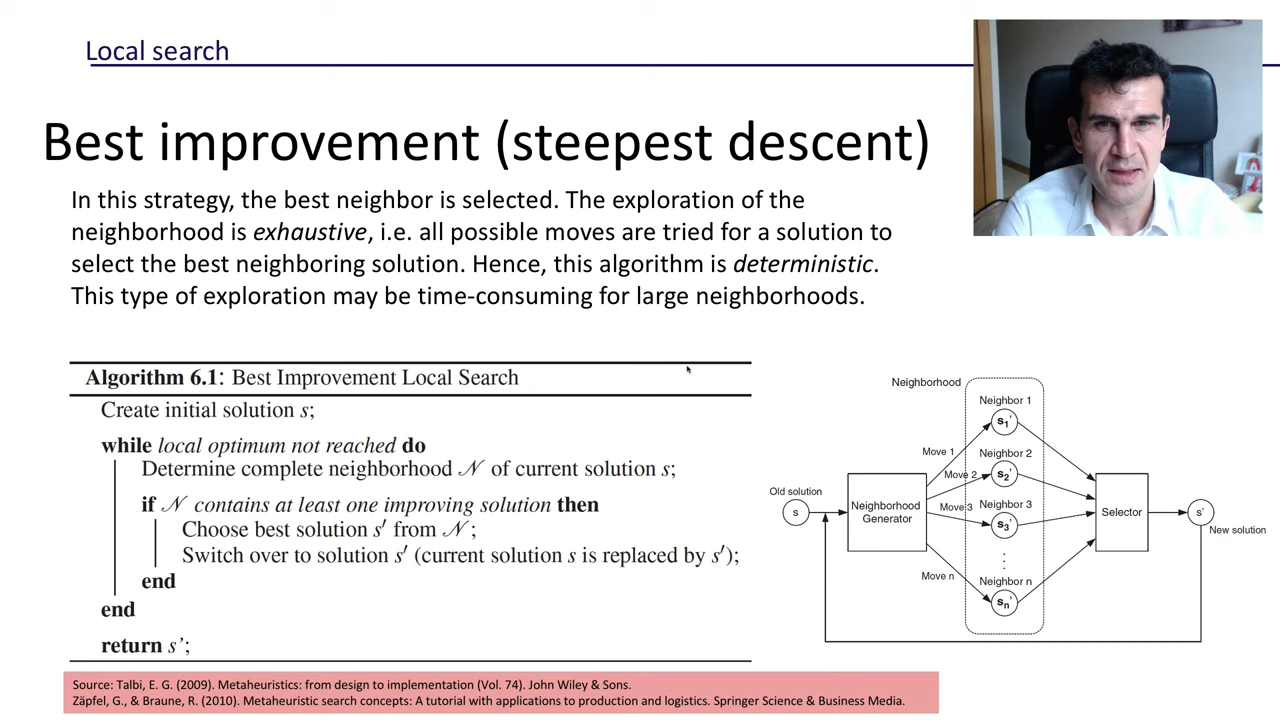 Local search
Best improvement (steepest descent)
In this strategy, the best neighbor is selected. The exploration of the
neighborhood is exhaustive, i.e. all possible moves are tried for a solution to
select the best neighboring solution. Hence, this algorithm is deterministic.
This type of exploration may be time-consuming for large neighborhoods.
Algorithm 6.1: Best Improvement Local Search
Create initial solution s;
while local optimum not reached do
Determine complete neighborhood 𝒩 of current solution s;
if 𝒩 contains at least one improving solution then
Choose best solution s′ from 𝒩;
Switch over to solution s′ (current solution s is replaced by s′);
end
end
return s’;
Neighborhood
Neighbor 1
s1'
Move 1
Neighbor 2
Move 2
s2'
Old solution
s
Neighborhood
Generator
Move 3
Neighbor 3
s3'
Selector
s'
New solution
Move n
Neighbor n
sn'
Source: Talbi, E. G. (2009). Metaheuristics: from design to implementation (Vol. 74). John Wiley & Sons.
Zäpfel, G., & Braune, R. (2010). Metaheuristic search concepts: A tutorial with applications to production and logistics. Springer Science & Business Media.